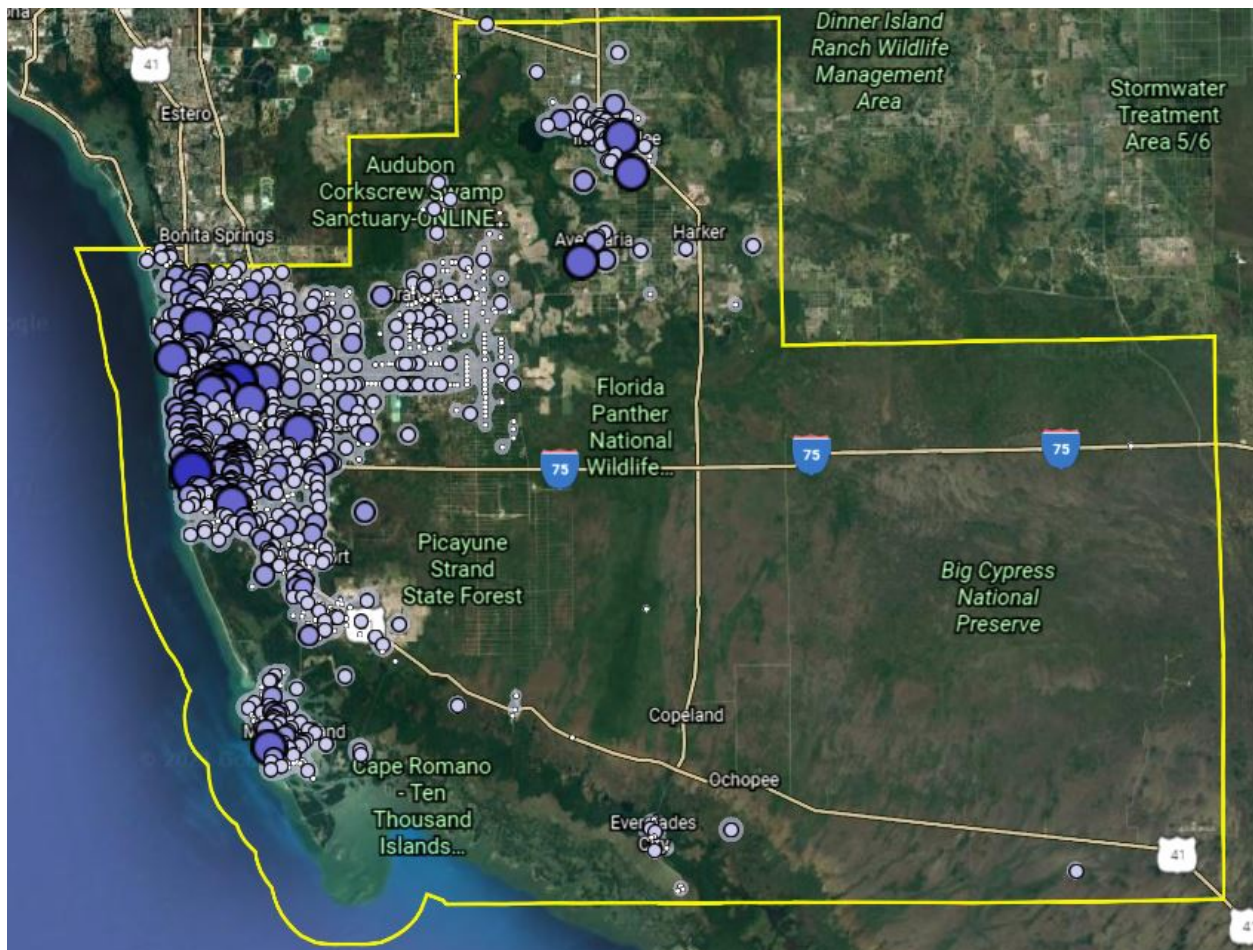 41
Estero
Dinner Island
Ranch Wildlife
Management
Area
Stormwater
Treatment
Area 5/6
Audubon
Corkscrew Swamp
Sanctuary-ONLINE...
Bonita Springs
Harker
Florida
Panther
National
Wildlife...
75
75
75
Picayune
Strand
State Forest
Big Cypress
National
Preserve
Copeland
Ochopee
Cape Romano
- Ten
Thousand
Islands...
41